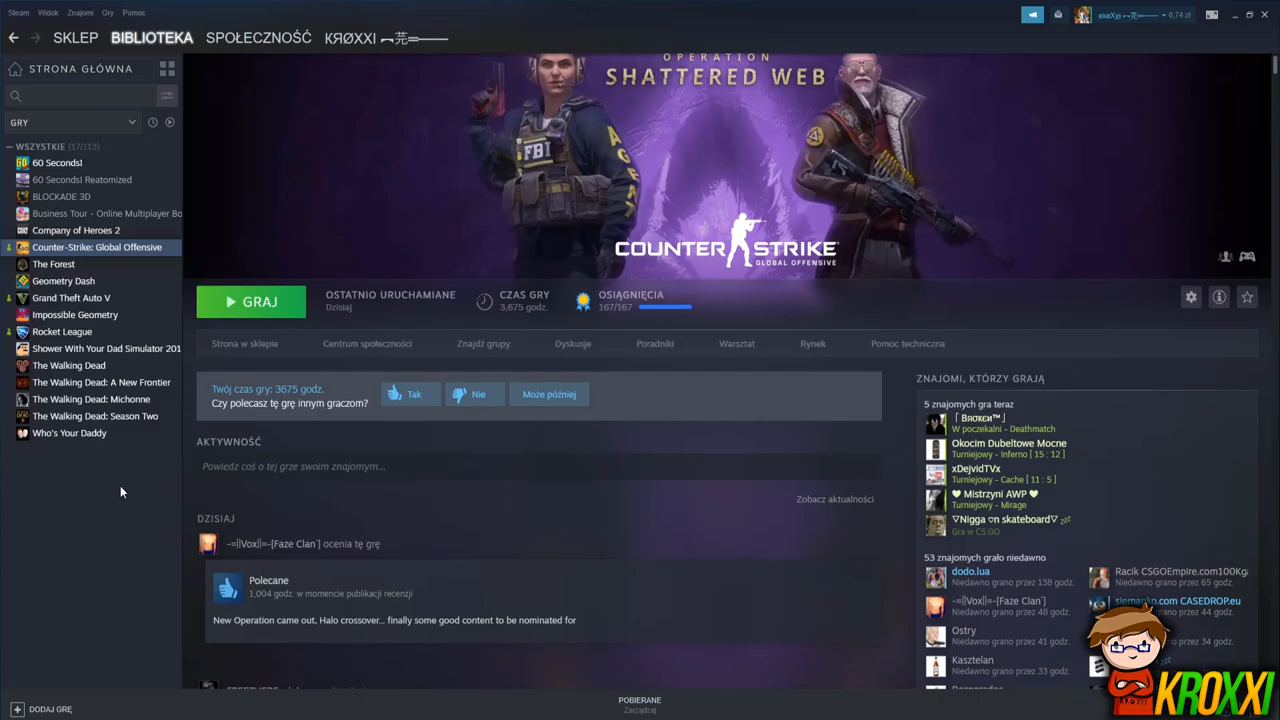 Steam Widok Znajomi Gry Pomoc
0,74 zł
SKLEP BIBLIOTEKA SPOŁECZNOŚĆ
STRONA GŁÓWNA
GRY
WSZYSTKIE (17/113)
60 Seconds!
60 Seconds! Reatomized
BLOCKADE 3D
Business Tour - Online Multiplayer Bo
Company of Heroes 2
Counter-Strike: Global Offensive
The Forest
Geometry Dash
Grand Theft Auto V
Impossible Geometry
Rocket League
Shower With Your Dad Simulator 201
The Walking Dead
The Walking Dead: A New Frontier
The Walking Dead: Michonne
The Walking Dead: Season Two
Who's Your Daddy
DODAJ GRĘ
OPERATION
SHATTERED WEB
FBI
AGENT
COUNTER STRIKE
GLOBAL OFFENSIVE
GRAJ
OSTATNIO URUCHAMIANE
Dzisiaj
CZAS GRY
3,675 godz.
OSIĄGNIĘCIA
167/167
Strona w sklepie Centrum społeczności Znajdź grupy Dyskusje Poradniki Warsztat Rynek Pomoc techniczna
Twój czas gry: 3675 godz.
Czy polecasz tę grę innym graczom?
Tak Nie Może później
AKTYWNOŚĆ
Powiedz coś o tej grze swoim znajomym...
Zobacz aktualności
DZISIAJ
-=||Vox||=-[Faze Clan`] ocenia tę grę
Polecane
1,004 godz. w momencie publikacji recenzji
New Operation came out, Halo crossover... finally some good content to be nominated for
ZNAJOMI, KTÓRZY GRAJĄ
5 znajomych gra teraz
W poczekalni - Deathmatch
Okocim Dubeltowe Mocne
Turniejowy - Inferno [ 15 : 12 ]
xDejvidTVx
Turniejowy - Cache [ 11 : 5 ]
♥ Mistrzyni AWP ♥
Turniejowy - Mirage
▽Nigga ♡n skateboard▽ zzz
Gra w CS:GO
53 znajomych grało niedawno
dodo.lua
Niedawno grano przez 138 godz.
Racik CSGOEmpire.com100Kg
Niedawno grano przez 65 godz.
-=||Vox||=-[Faze Clan`]
Niedawno grano przez 48 godz.
siemanko.com CASEDROP.eu
przez 44 godz.
Ostry
Niedawno grano przez 41 godz.
przez 34 godz.
Kasztelan
Niedawno grano przez 33 godz.
POBIERANE
Zarządzaj
KROXXI